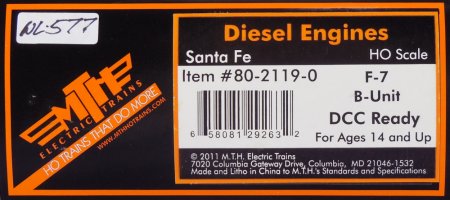 NL-577
Diesel Engines
Santa Fe HO Scale
Item #80-2119-0 F-7
B-Unit
DCC Ready
For Ages 14 and Up
6 58081 29263 2
MTH
ELECTRIC TRAINS
HO TRAINS THAT DO MORE
WWW.MTHHOTRAINS.COM
© 2011 M.T.H. Electric Trains
7020 Columbia Gateway Drive, Columbia, MD 21046-1532
Made and Litho in China to M.T.H.'s Standards and Specification